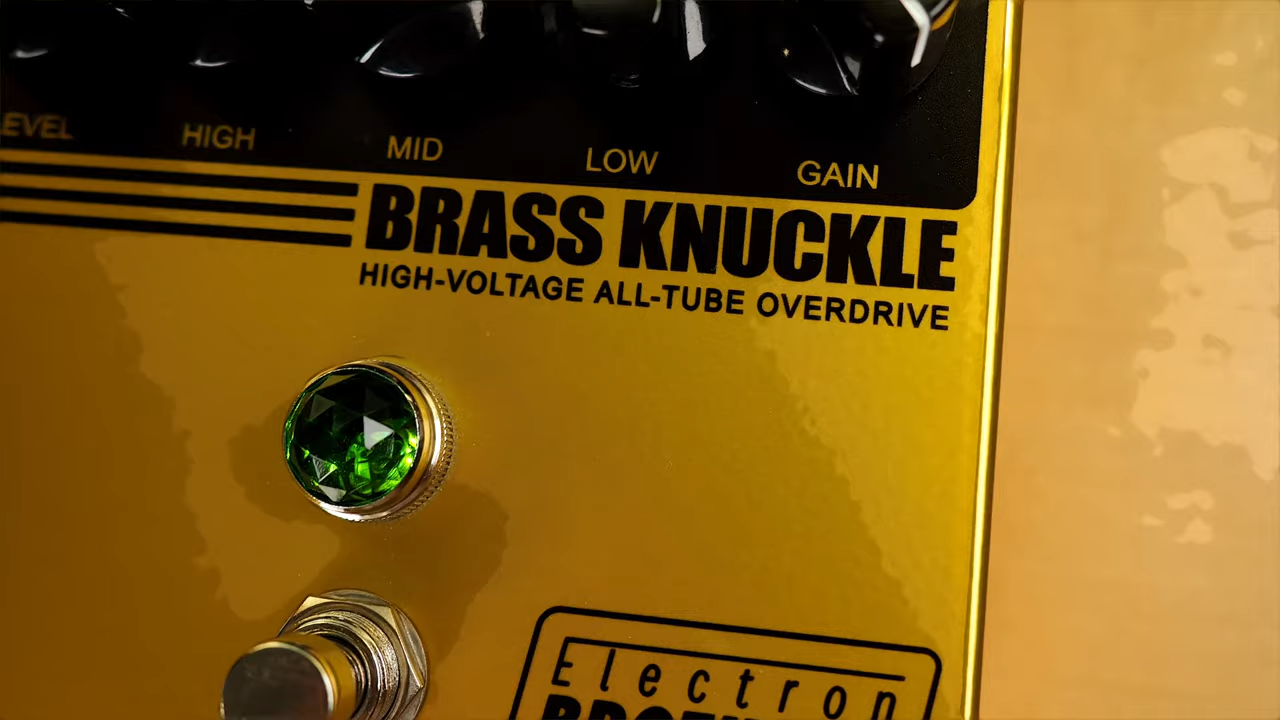 LEVEL HIGH MID LOW GAIN
BRASS KNUCKLE
HIGH-VOLTAGE ALL-TUBE OVERDRIVE
Electron